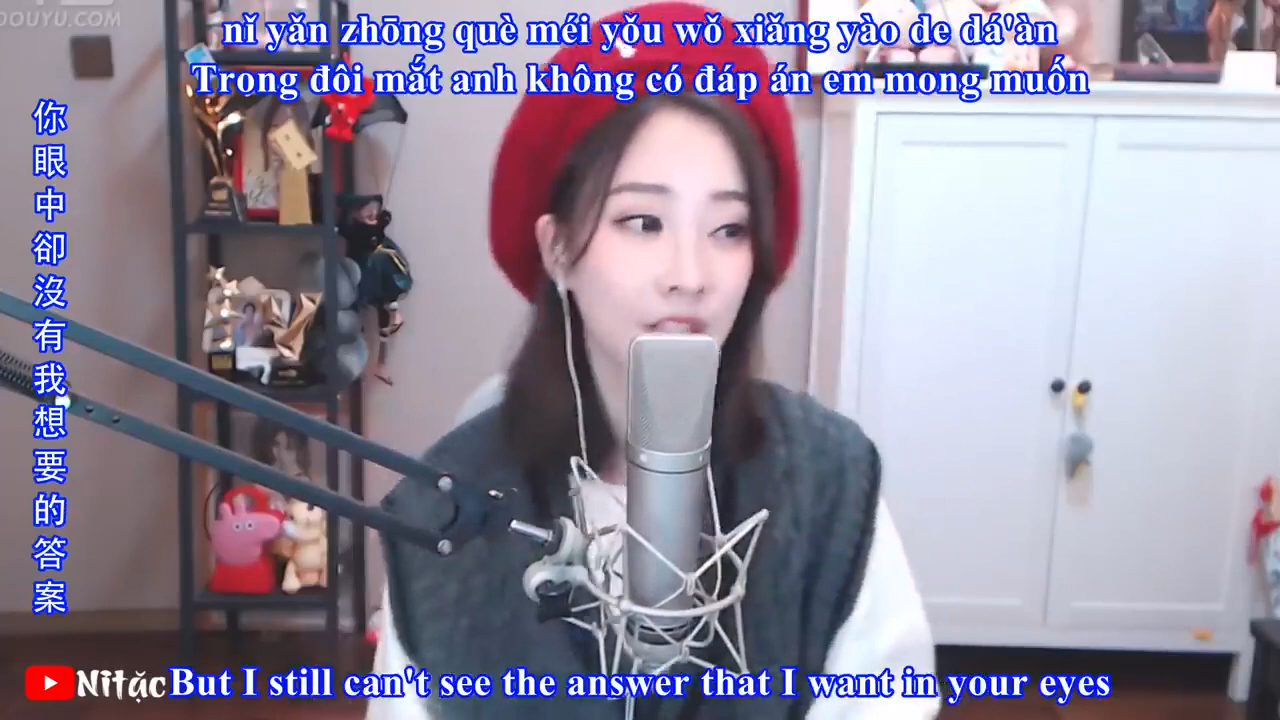 DOUYU.COM
nǐ yǎn zhōng què méi yǒu wǒ xiǎng yào de dá'àn
Trong đôi mắt anh không có đáp án em mong muốn
你眼中卻沒有我想要的答案
Nitặc
But I still can't see the answer that I want in your eyes